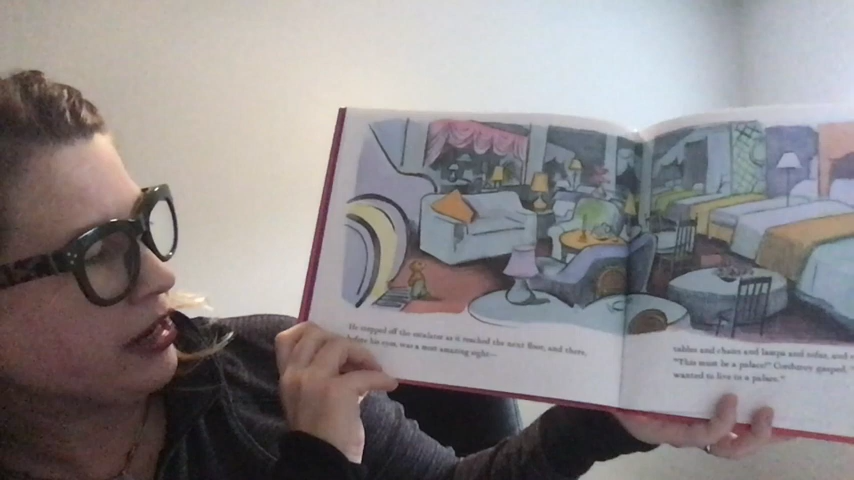 He stepped off the escalator as it reached the next floor, and there,
before his eyes, was a most amazing sight—
tables and chairs and lamps and sofas, and
"This must be a palace!" Corduroy gasped.
wanted to live in a palace."